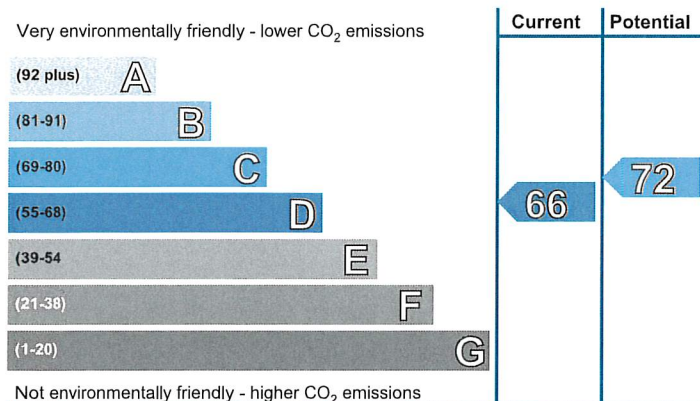 Current Potential
Very environmentally friendly - lower CO₂ emissions
(92 plus) A
(81-91) B
(69-80) C
(55-68) D
66
72
(39-54 E
(21-38) F
(1-20) G
Not environmentally friendly - higher CO₂ emissions